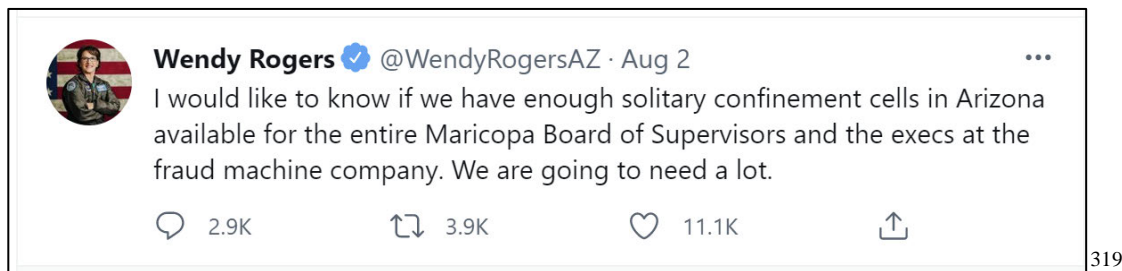 Wendy Rogers @WendyRogersAZ · Aug 2
I would like to know if we have enough solitary confinement cells in Arizona
available for the entire Maricopa Board of Supervisors and the execs at the
fraud machine company. We are going to need a lot.
2.9K 3.9K 11.1K
319